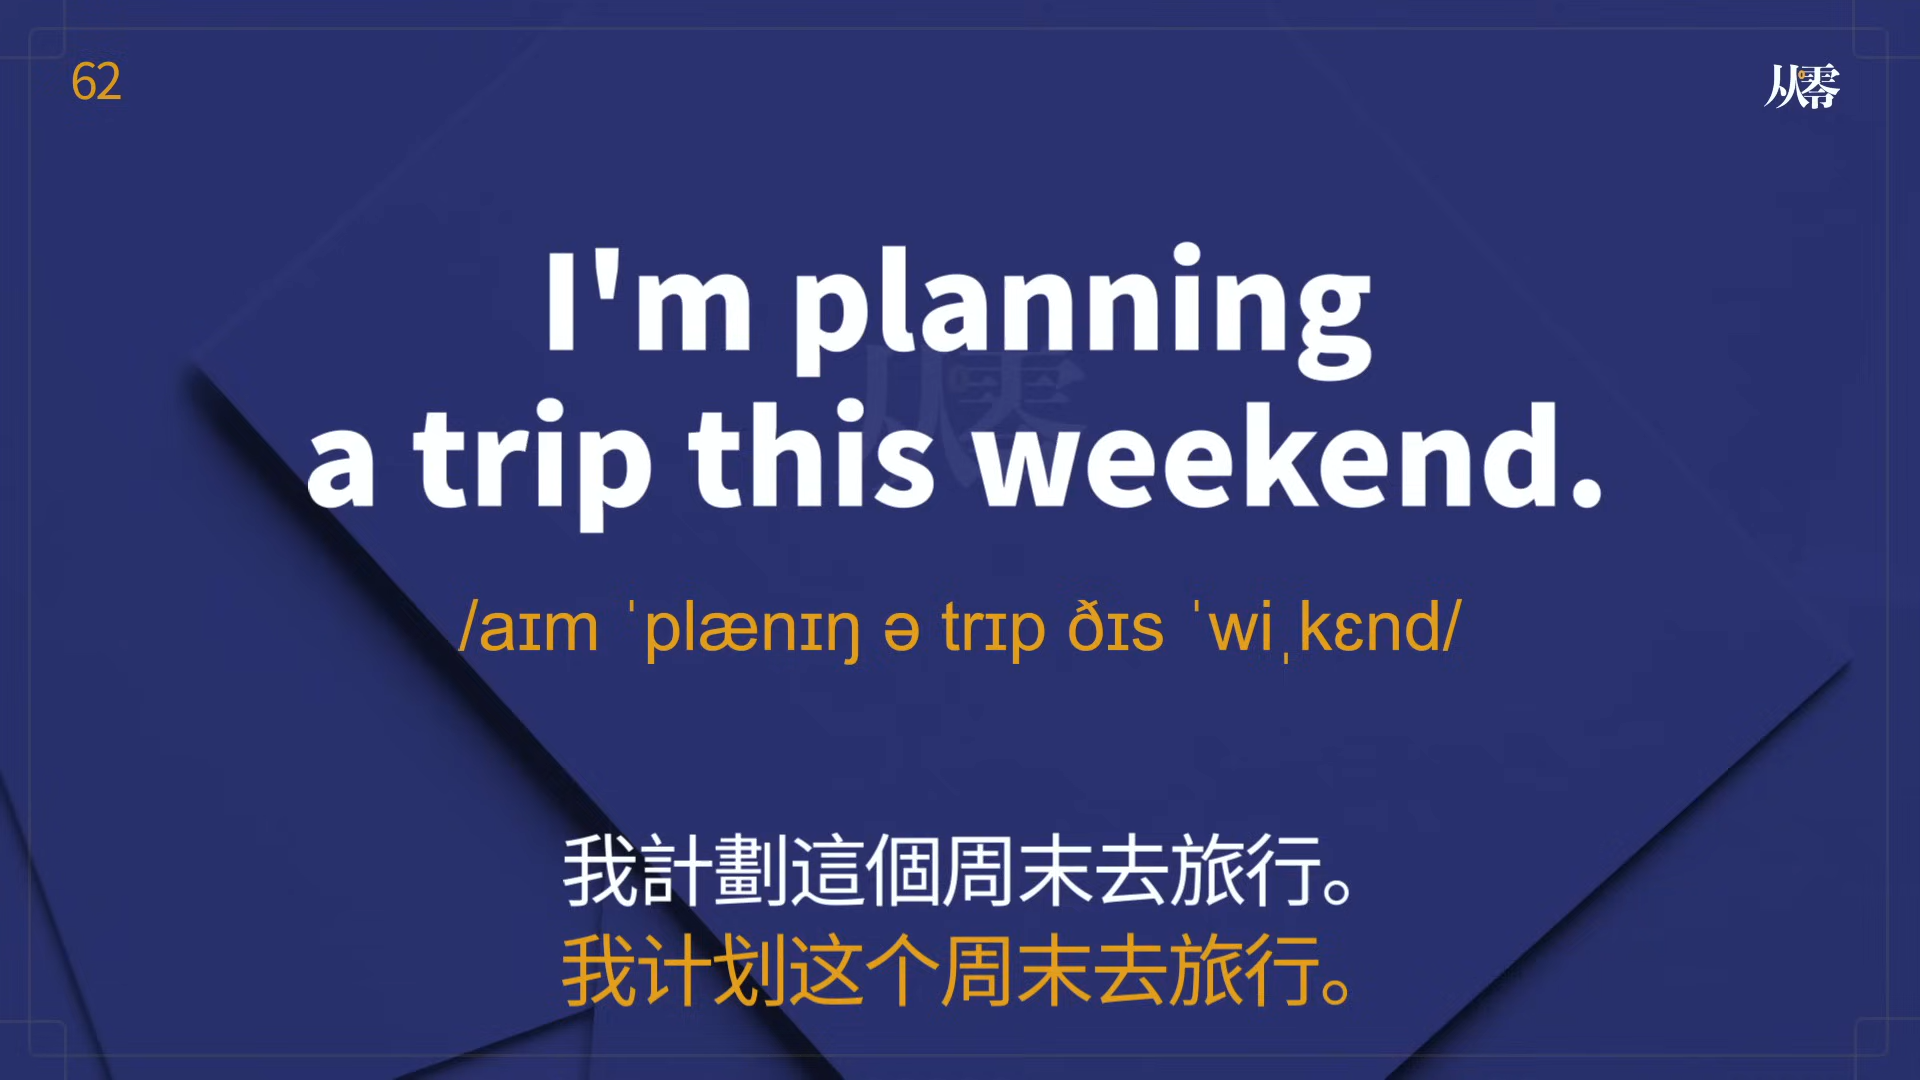 62
从零
I'm planning
a trip this weekend.
/aɪm ˈplænɪŋ ə trɪp ðɪs ˈwiˌkɛnd/
我計劃這個周末去旅行。
我计划这个周末去旅行。